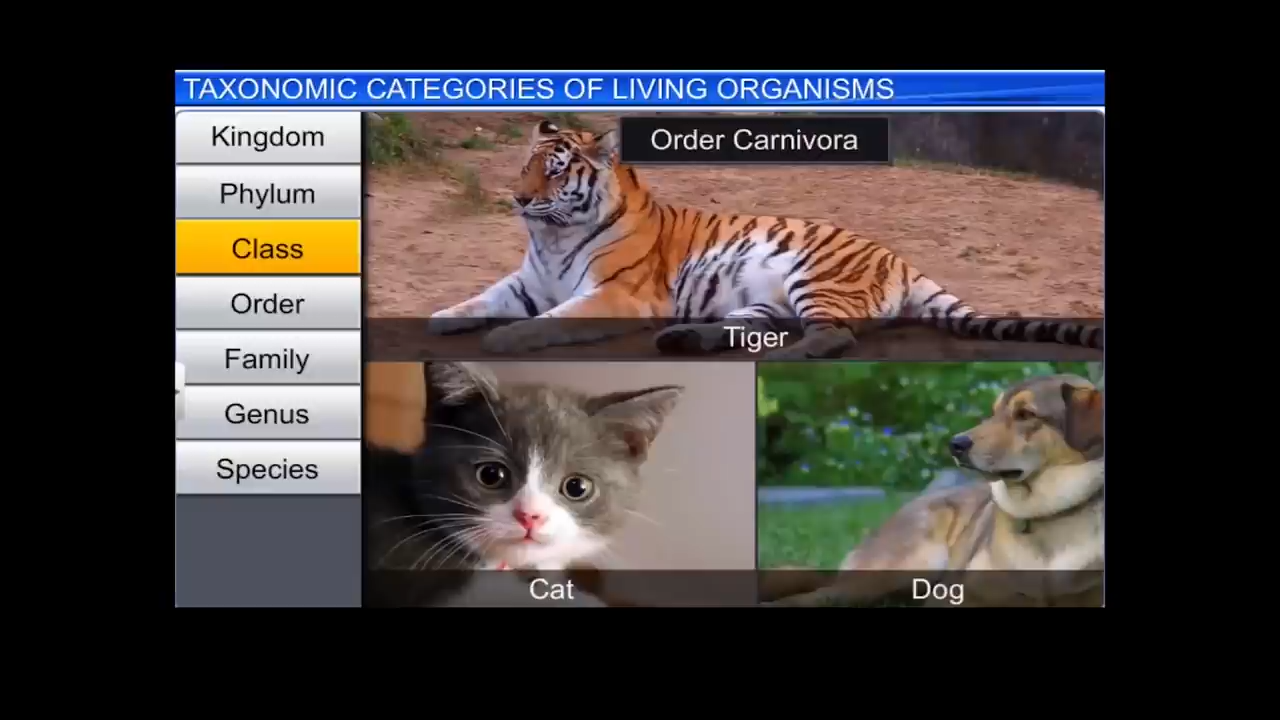 TAXONOMIC CATEGORIES OF LIVING ORGANISMS
Kingdom
Phylum
Class
Order
Family
Genus
Species
Order Carnivora
Tiger
Cat
Dog